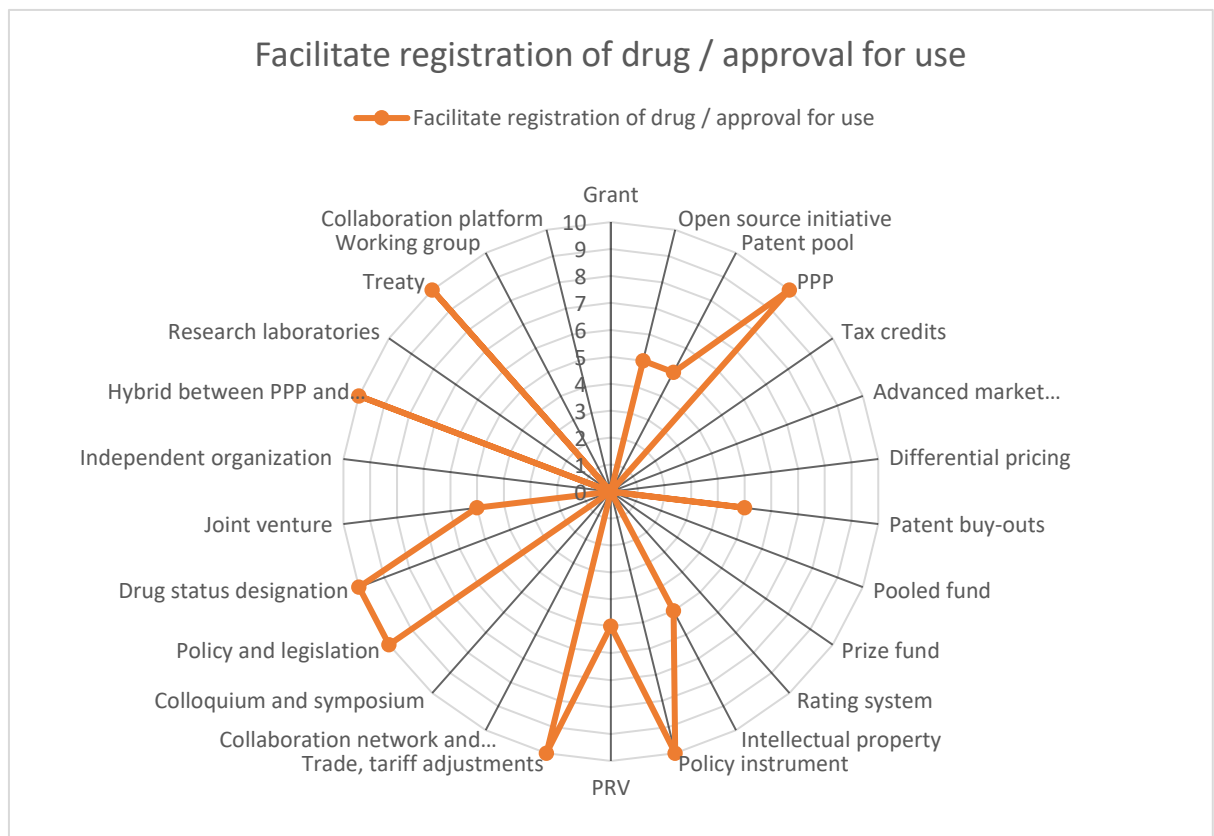 Facilitate registration of drug / approval for use
Facilitate registration of drug / approval for use
Grant
Collaboration platform
Open source initiative
Working group
Patent pool
Treaty
PPP
Research laboratories
Tax credits
Hybrid between PPP and...
Advanced market...
Independent organization
Differential pricing
Joint venture
Patent buy-outs
Drug status designation
Pooled fund
Policy and legislation
Prize fund
Colloquium and symposium
Rating system
Collaboration network and...
Intellectual property
Trade, tariff adjustments
Policy instrument
PRV
10
9
8
7
6
5
4
3
2
1
0